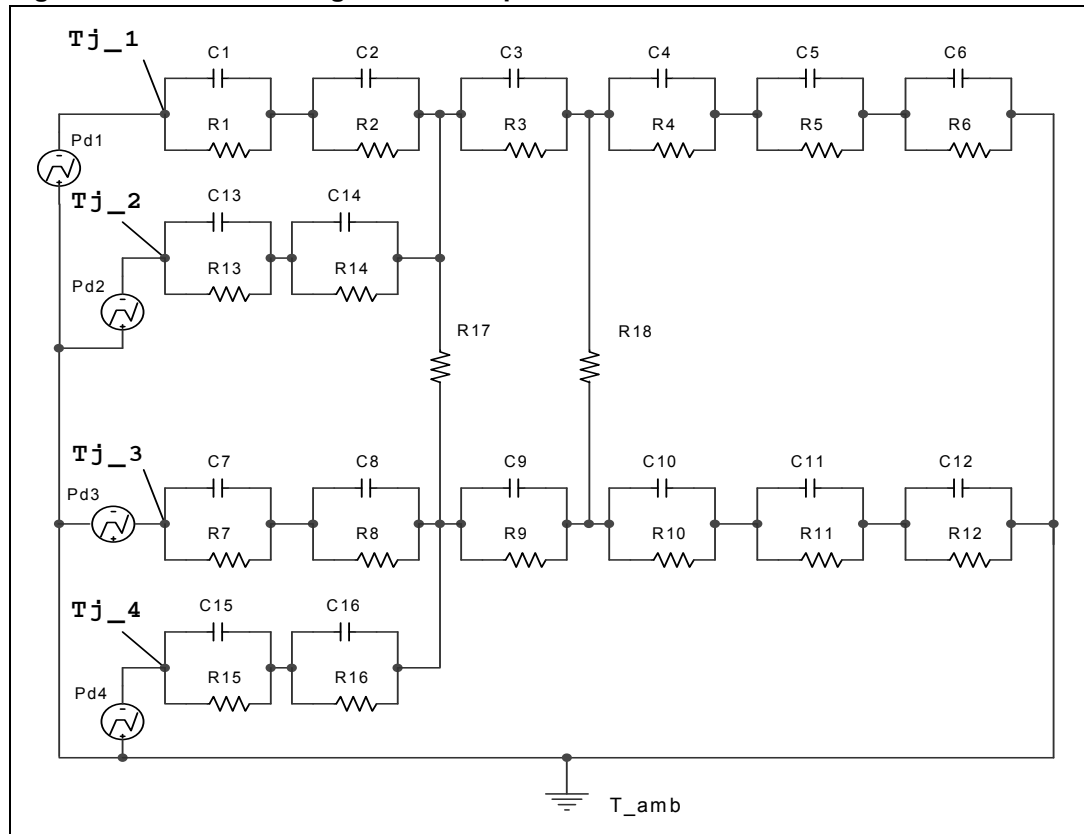 Tj_1
C1 C2 C3 C4 C5 C6
R1 R2 R3 R4 R5 R6
Pd1
Tj_2
C13 C14
R13 R14
Pd2
R17 R18
Tj_3
C7 C8 C9 C10 C11 C12
Pd3
R7 R8 R9 R10 R11 R12
Tj_4
C15 C16
R15 R16
Pd4
T_amb